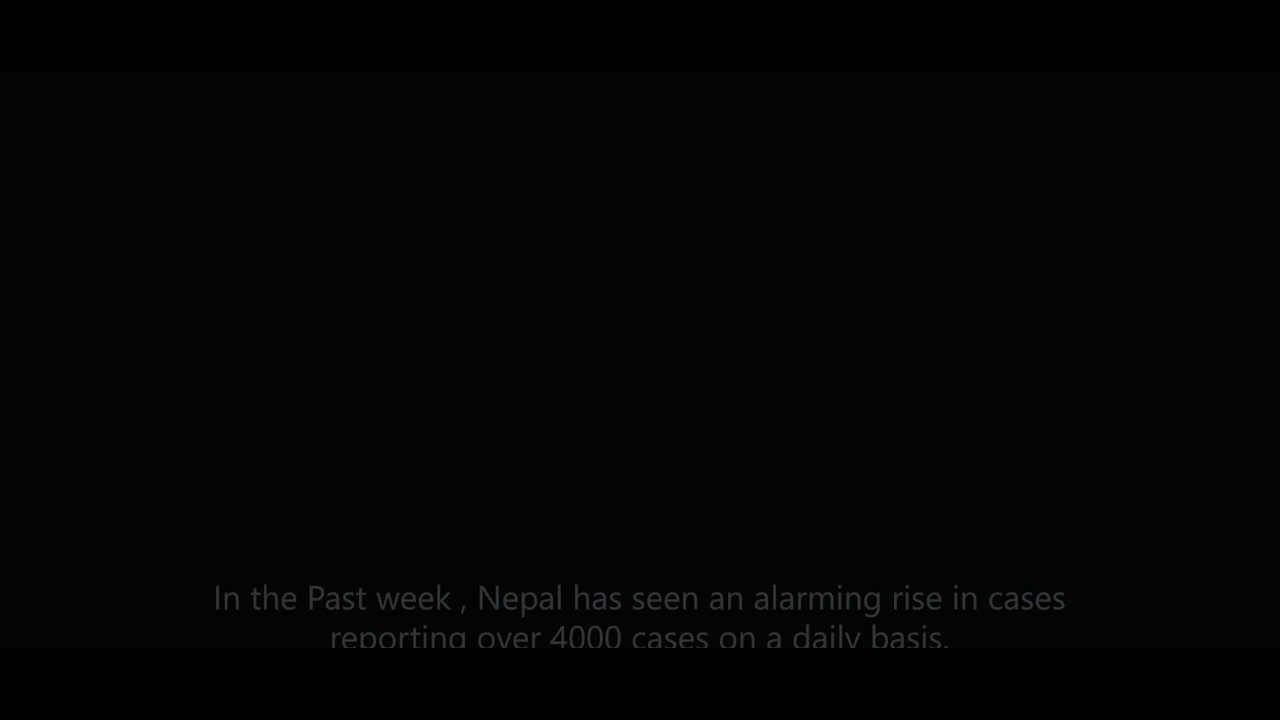 In the Past week , Nepal has seen an alarming rise in cases
reporting over 4000 cases on a daily basis.